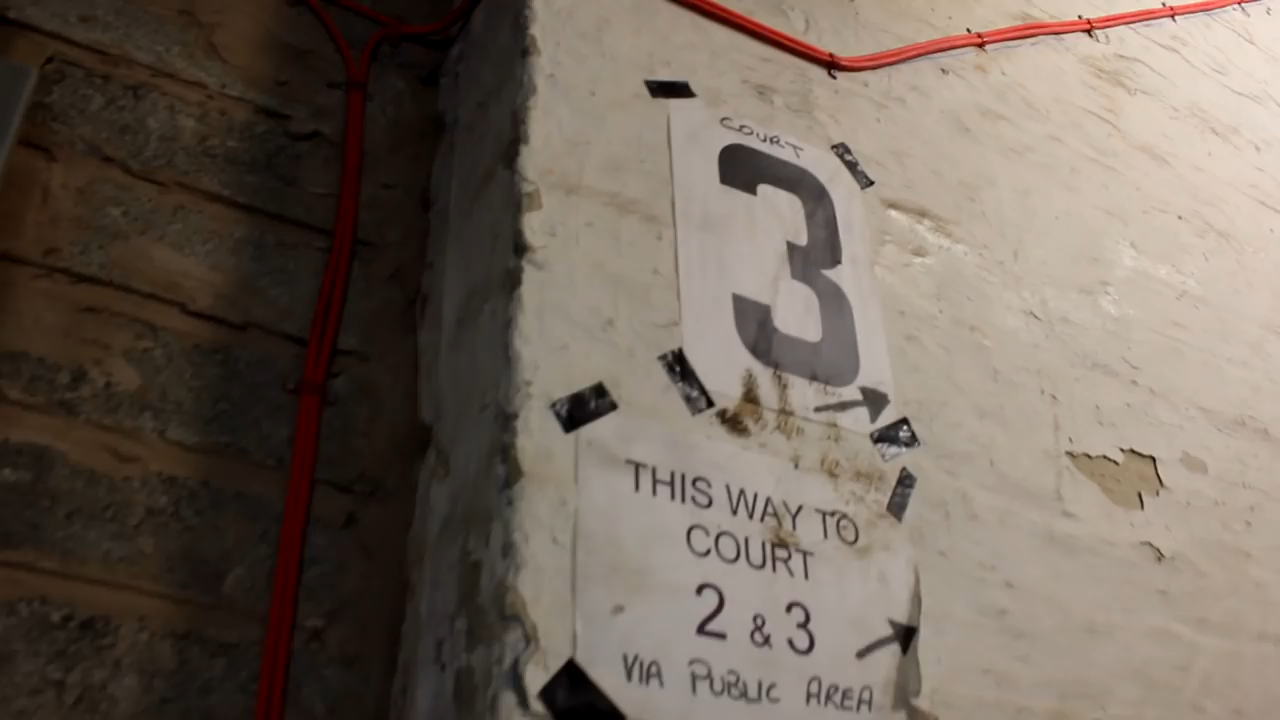 COURT
3
THIS WAY TO
COURT
2 & 3
VIA PUBLIC AREA